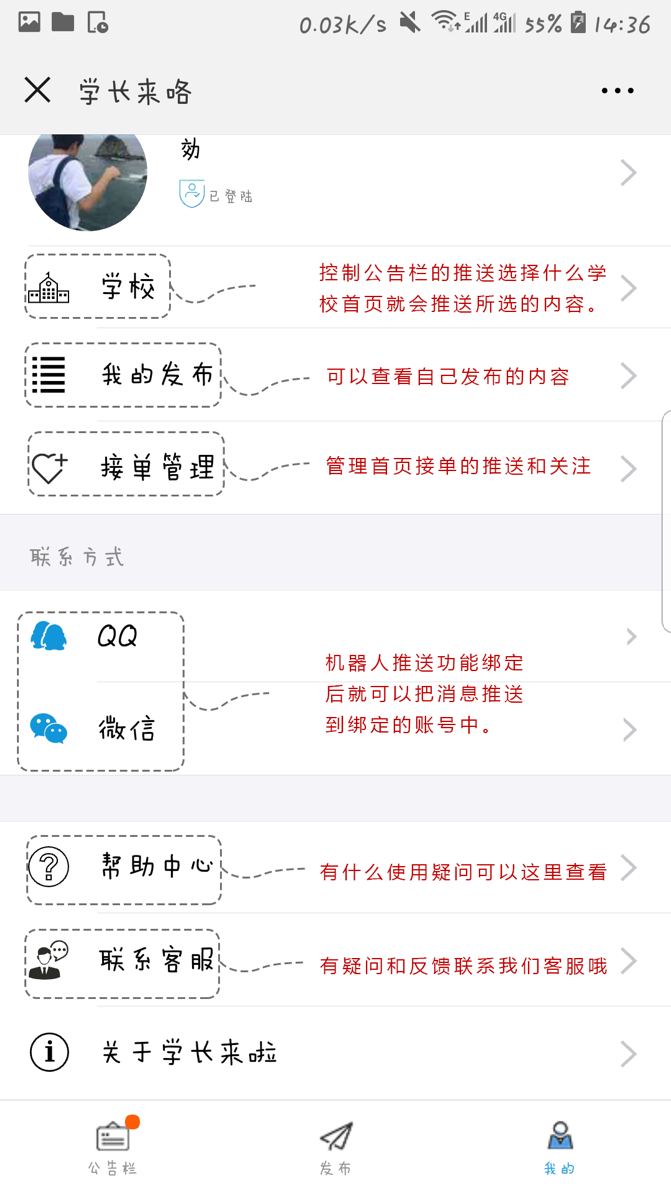 0.03K/s 55% 14:36
学长来咯
効
已登陆
学校
控制公告栏的推送选择什么学
校首页就会推送所选的内容。
我的发布
可以查看自己发布的内容
接单管理
管理首页接单的推送和关注
联系方式
QQ
机器人推送功能绑定
后就可以把消息推送
到绑定的账号中。
微信
帮助中心
有什么使用疑问可以这里查看
联系客服
有疑问和反馈联系我们客服哦
关于学长来啦
公告栏
发布
我的